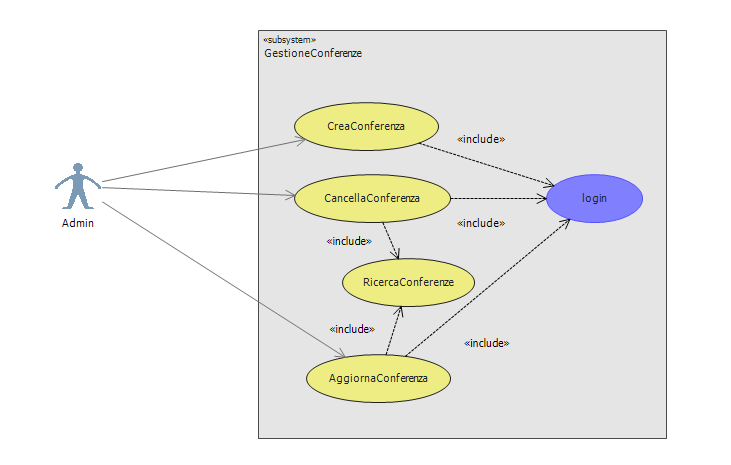 «subsystem»
GestioneConferenze
CreaConferenza
«include»
CancellaConferenza
login
Admin
«include»
«include»
RicercaConferenze
«include»
«include»
AggiornaConferenza